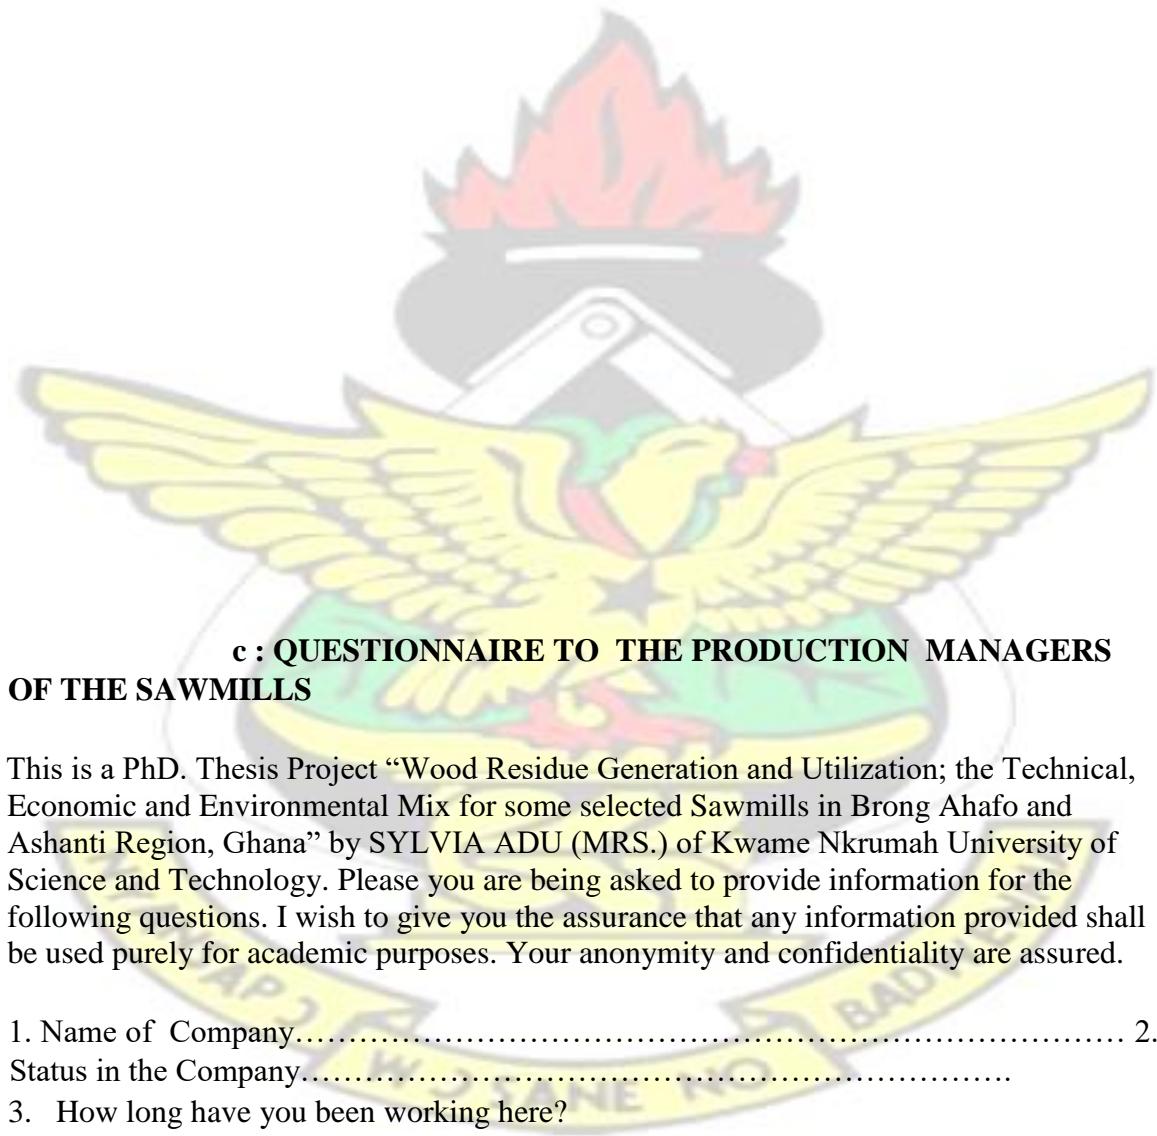 c : QUESTIONNAIRE TO THE PRODUCTION MANAGERS
OF THE SAWMILLS
This is a PhD. Thesis Project “Wood Residue Generation and Utilization; the Technical,
Economic and Environmental Mix for some selected Sawmills in Brong Ahafo and
Ashanti Region, Ghana” by SYLVIA ADU (MRS.) of Kwame Nkrumah University of
Science and Technology. Please you are being asked to provide information for the
following questions. I wish to give you the assurance that any information provided shall
be used purely for academic purposes. Your anonymity and confidentiality are assured.
1. Name of Company…………………………………………………………………… 2.
Status in the Company………………………………………………………….
3. How long have you been working here?
W Ɔ SANE NO